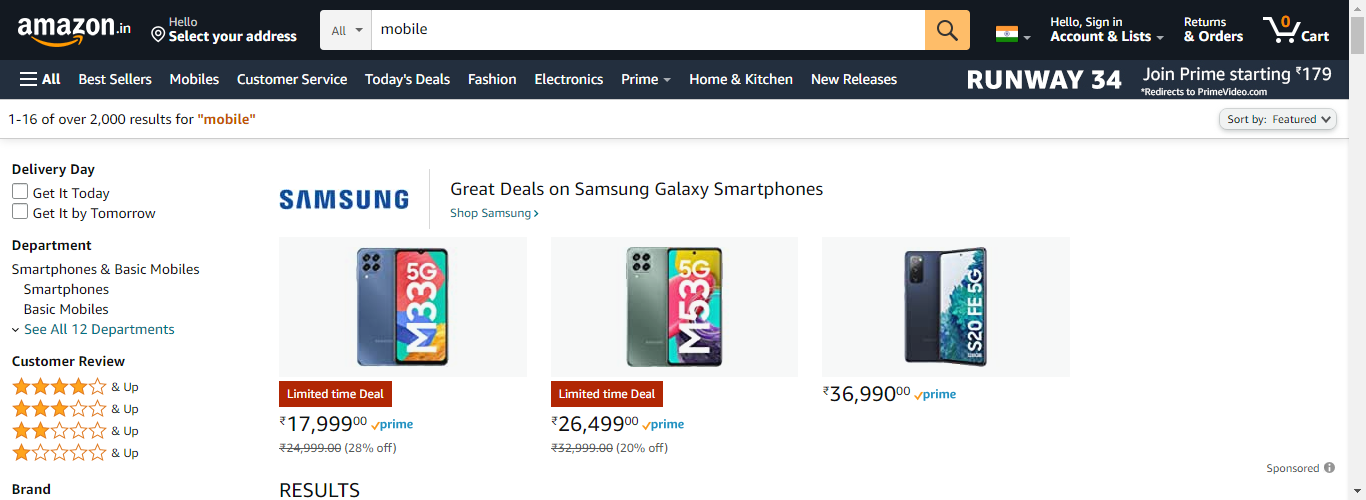 amazon.in
Hello
Select your address
All
mobile
Hello, Sign in
Account & Lists
Returns
& Orders
0
Cart
All
Best Sellers
Mobiles
Customer Service
Today's Deals
Fashion
Electronics
Prime
Home & Kitchen
New Releases
RUNWAY 34
Join Prime starting ₹179
*Redirects to PrimeVideo.com
1-16 of over 2,000 results for "mobile"
Sort by: Featured
Delivery Day
Get It Today
Get It by Tomorrow
Department
Smartphones & Basic Mobiles
Smartphones
Basic Mobiles
See All 12 Departments
Customer Review
& Up
& Up
& Up
& Up
Brand
SAMSUNG
Great Deals on Samsung Galaxy Smartphones
Shop Samsung
M33 5G
Limited time Deal
₹17,99900 prime
₹24,999.00 (28% off)
M53 5G
Limited time Deal
₹26,49900 prime
₹32,999.00 (20% off)
S20 FE 5G
₹36,99000 prime
Sponsored
RESULTS